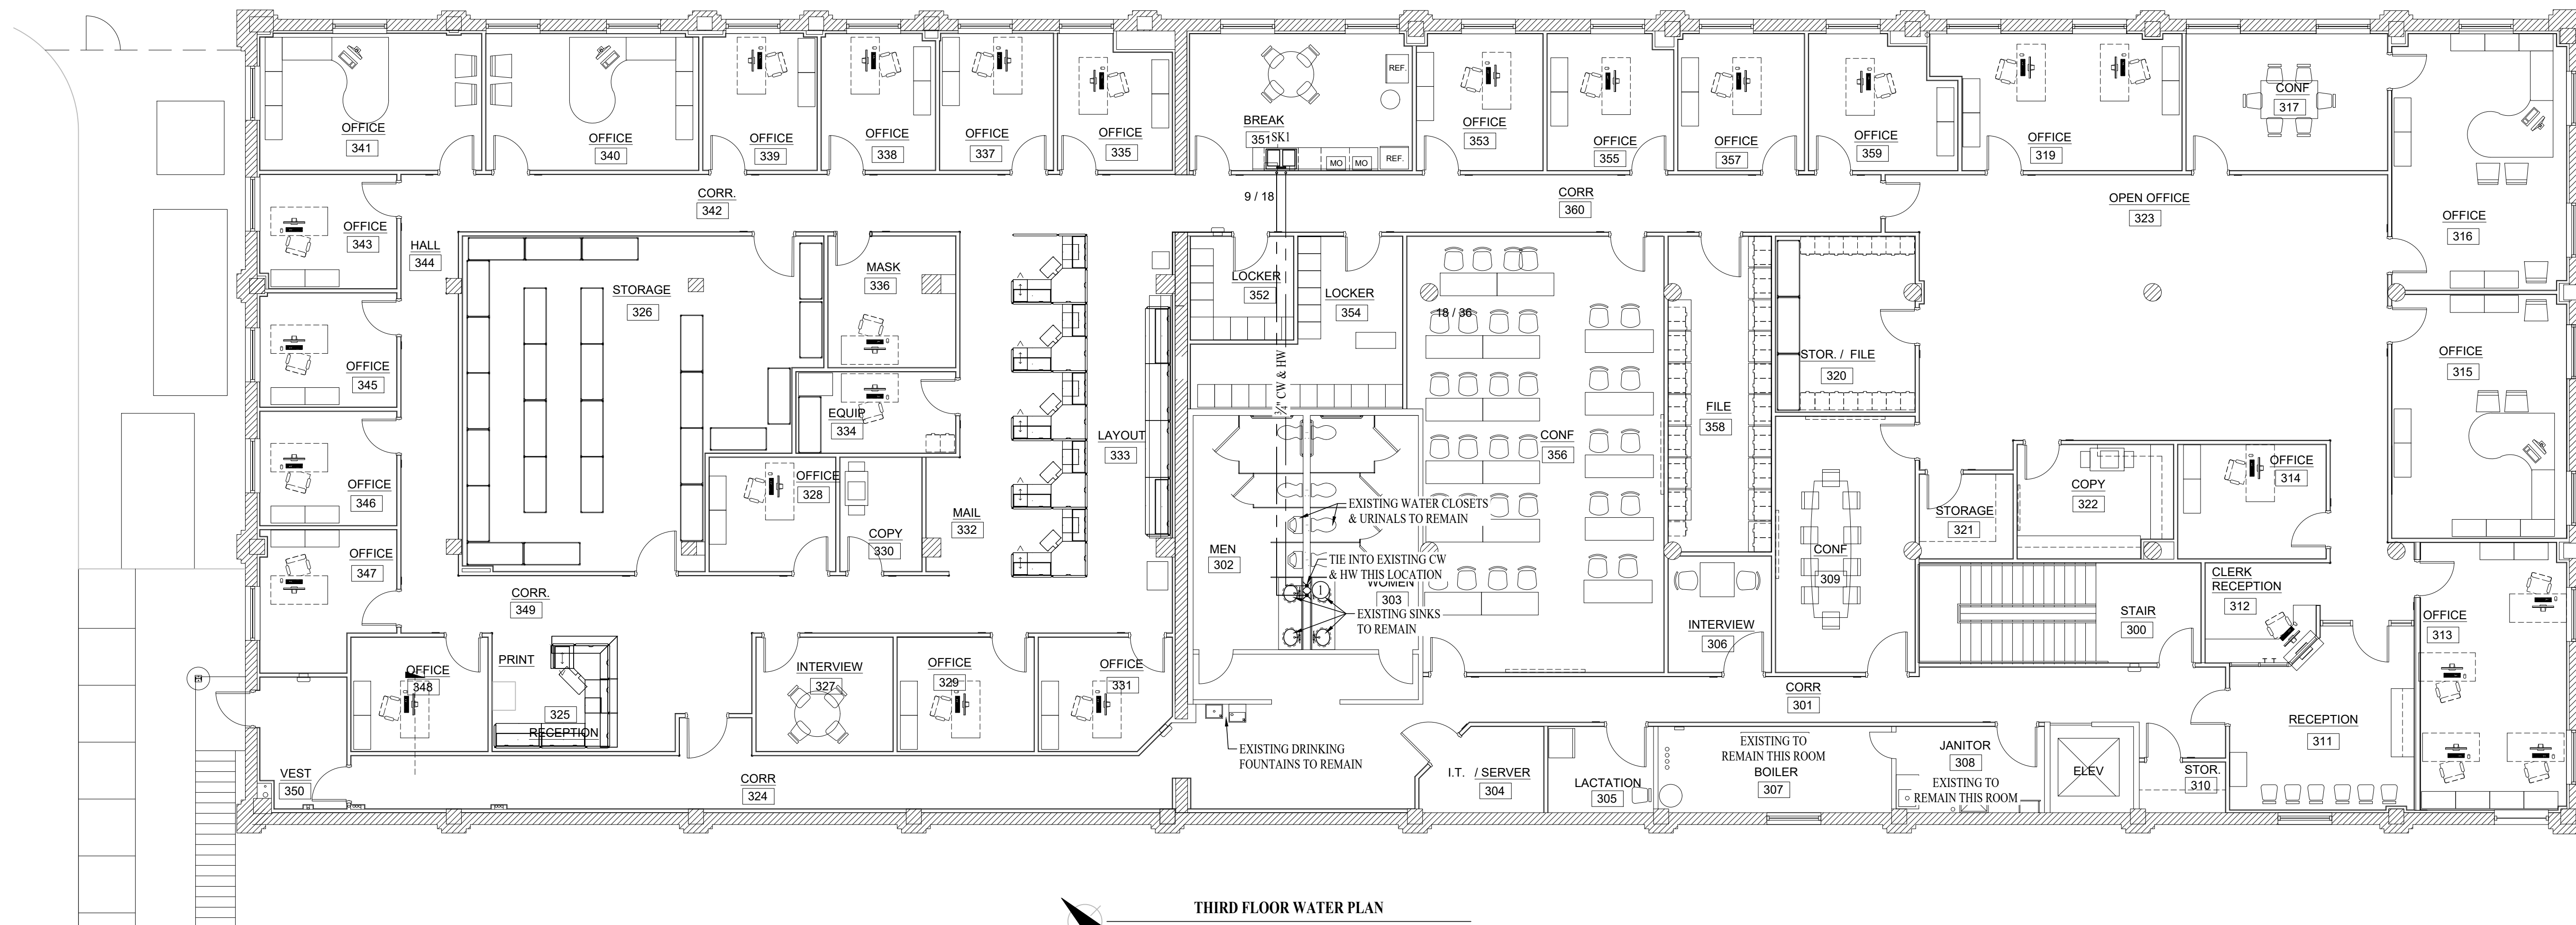 OFFICE
341
OFFICE
340
OFFICE
339
OFFICE
338
OFFICE
337
OFFICE
335
BREAK
351
SK1
REF.
MO
MO
REF.
OFFICE
353
OFFICE
355
OFFICE
357
OFFICE
359
OFFICE
319
CONF
317
CORR.
342
9 / 18
CORR
360
OPEN OFFICE
323
OFFICE
316
OFFICE
343
HALL
344
STORAGE
326
MASK
336
LOCKER
352
LOCKER
354
18 / 36
STOR. / FILE
320
OFFICE
315
OFFICE
345
EQUIP
334
LAYOUT
333
¾" CW & HW
CONF
356
FILE
358
OFFICE
346
OFFICE
328
COPY
330
MAIL
332
EXISTING WATER CLOSETS
& URINALS TO REMAIN
STORAGE
321
COPY
322
OFFICE
314
OFFICE
347
MEN
302
TIE INTO EXISTING CW
& HW THIS LOCATION
WOMEN
303
1
EXISTING SINKS
TO REMAIN
CONF
309
CLERK
RECEPTION
312
CORR.
349
INTERVIEW
306
STAIR
300
OFFICE
313
OFFICE
348
PRINT
325
RECEPTION
INTERVIEW
327
OFFICE
329
OFFICE
331
CORR
301
RECEPTION
311
EXISTING DRINKING
FOUNTAINS TO REMAIN
VEST
350
CORR
324
I.T. / SERVER
304
LACTATION
305
EXISTING TO
REMAIN THIS ROOM
BOILER
307
JANITOR
308
EXISTING TO
REMAIN THIS ROOM
ELEV
STOR.
310
THIRD FLOOR WATER PLAN